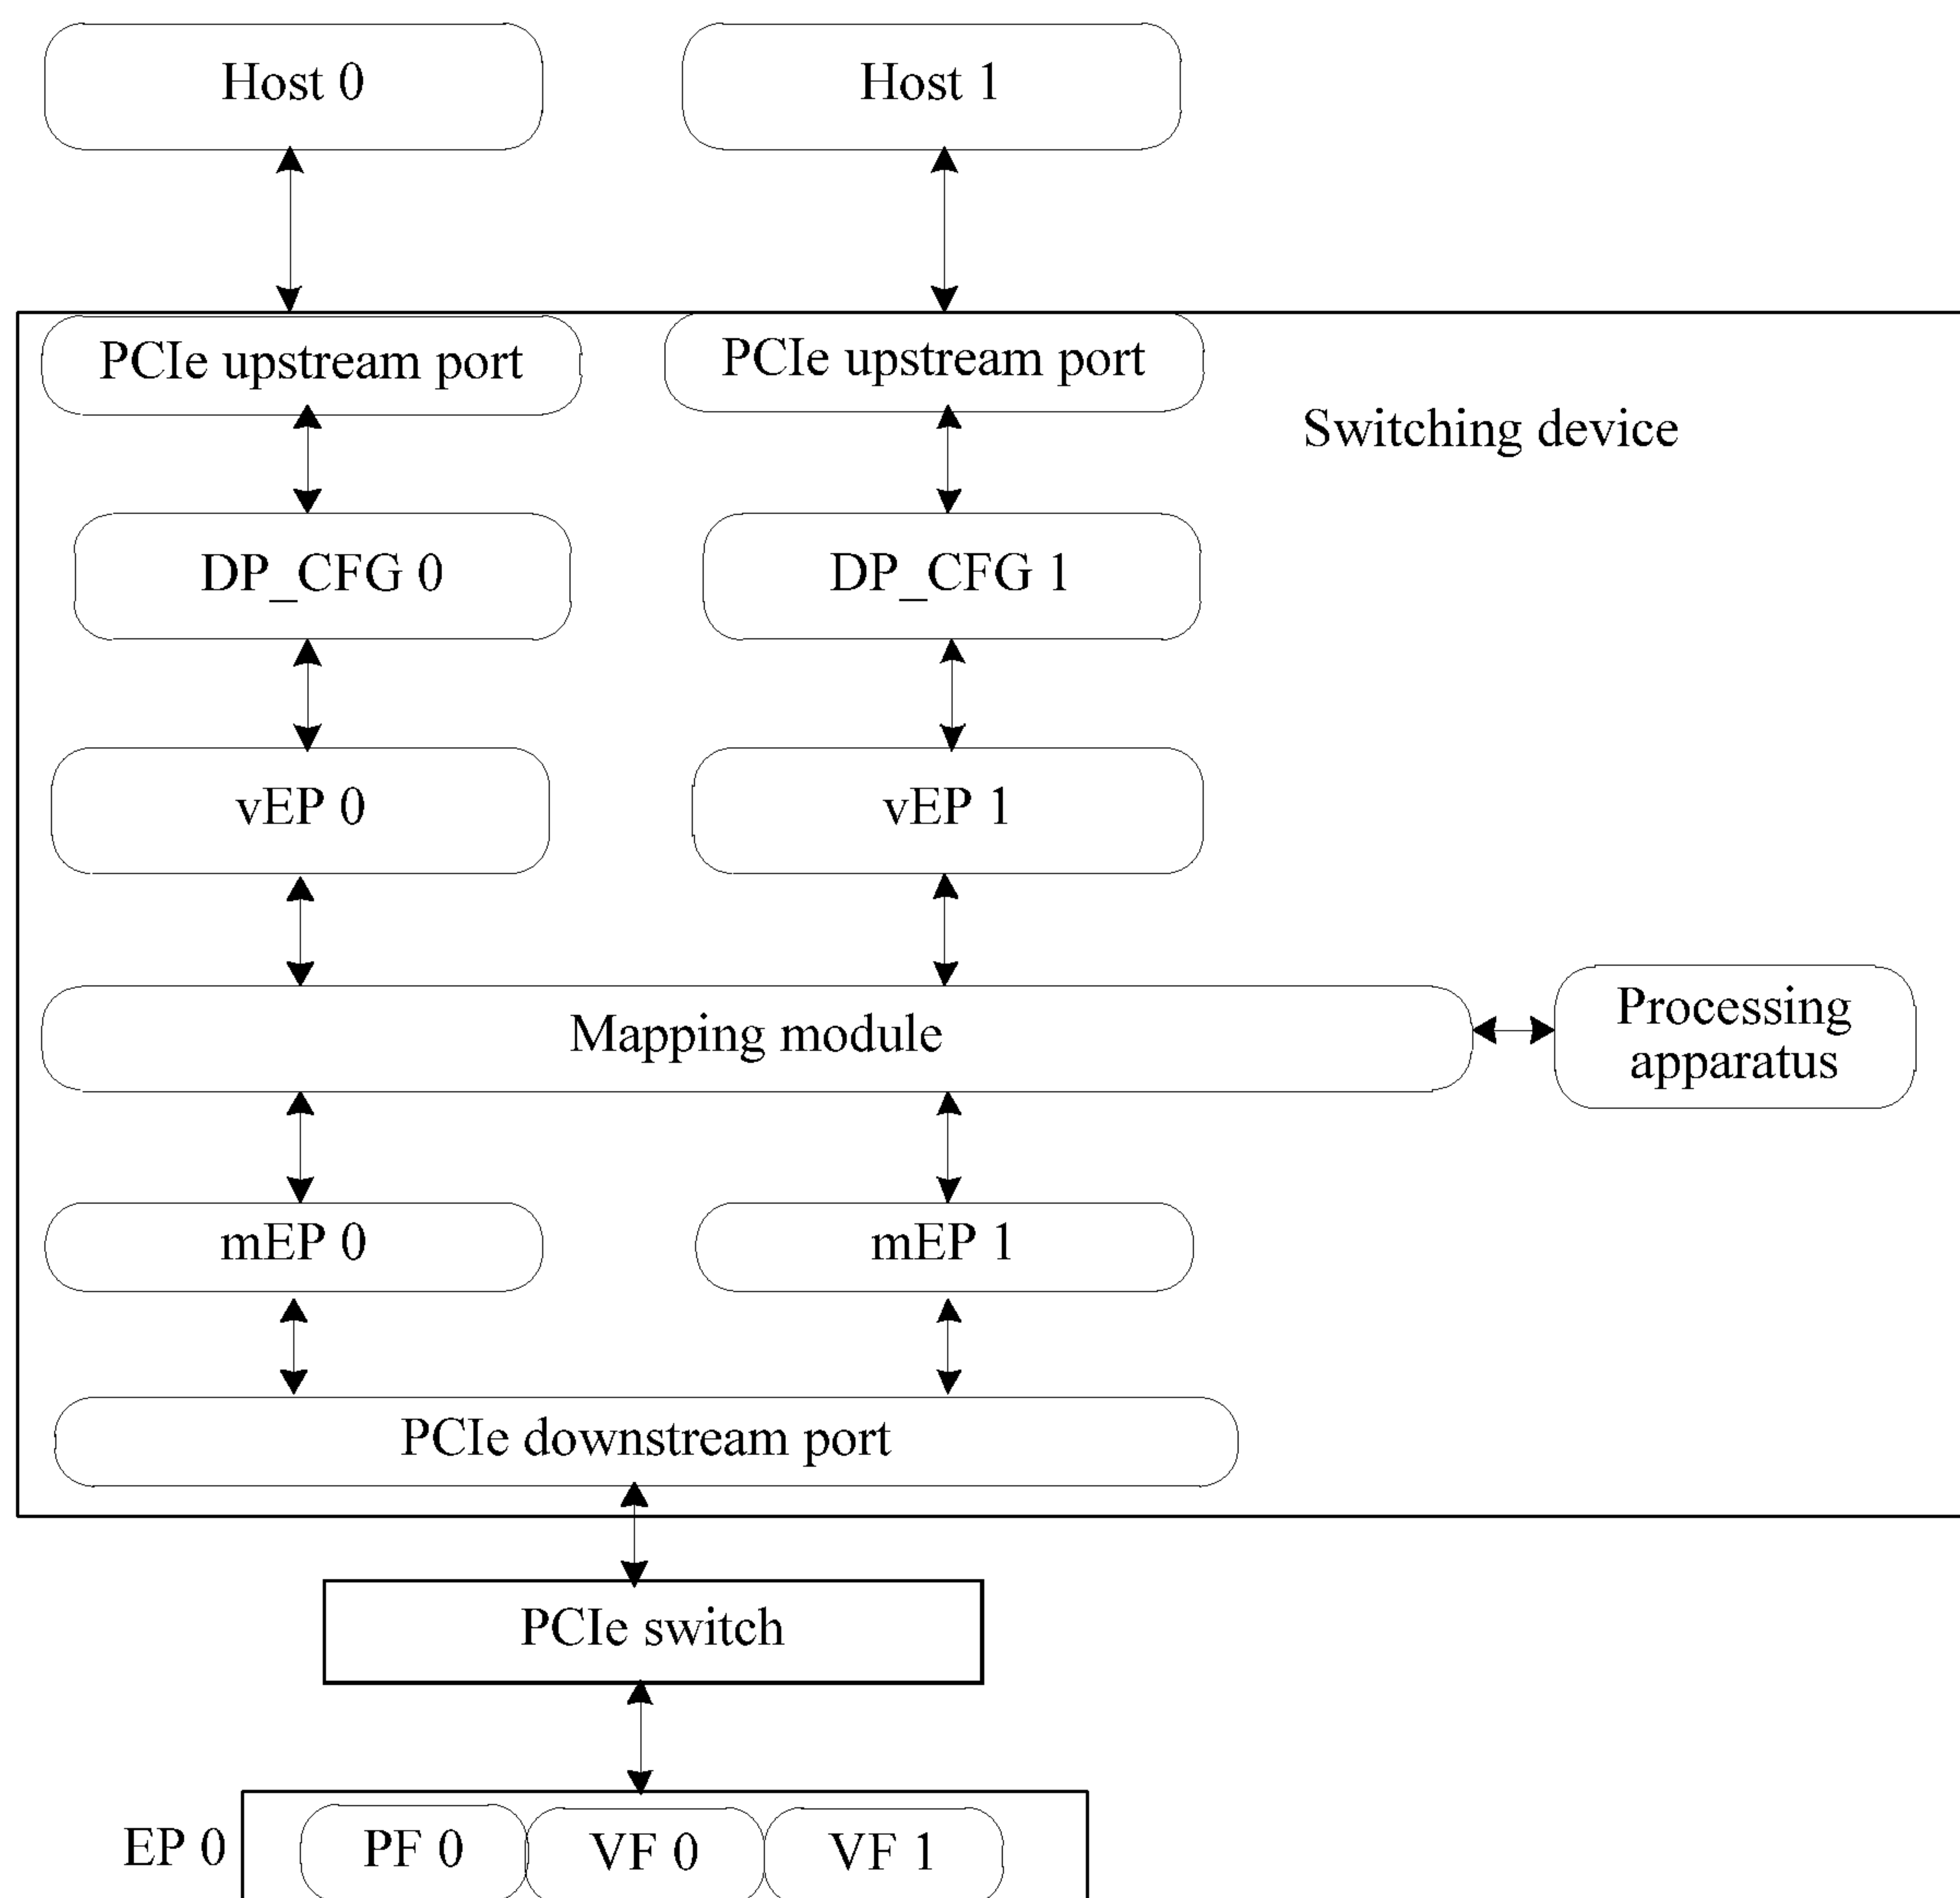 Host 0
Host 1
PCIe upstream port
PCIe upstream port
Switching device
DP_CFG 0
DP_CFG 1
vEP 0
vEP 1
Mapping module
Processing
apparatus
mEP 0
mEP 1
PCIe downstream port
PCIe switch
EP 0
PF 0
VF 0
VF 1